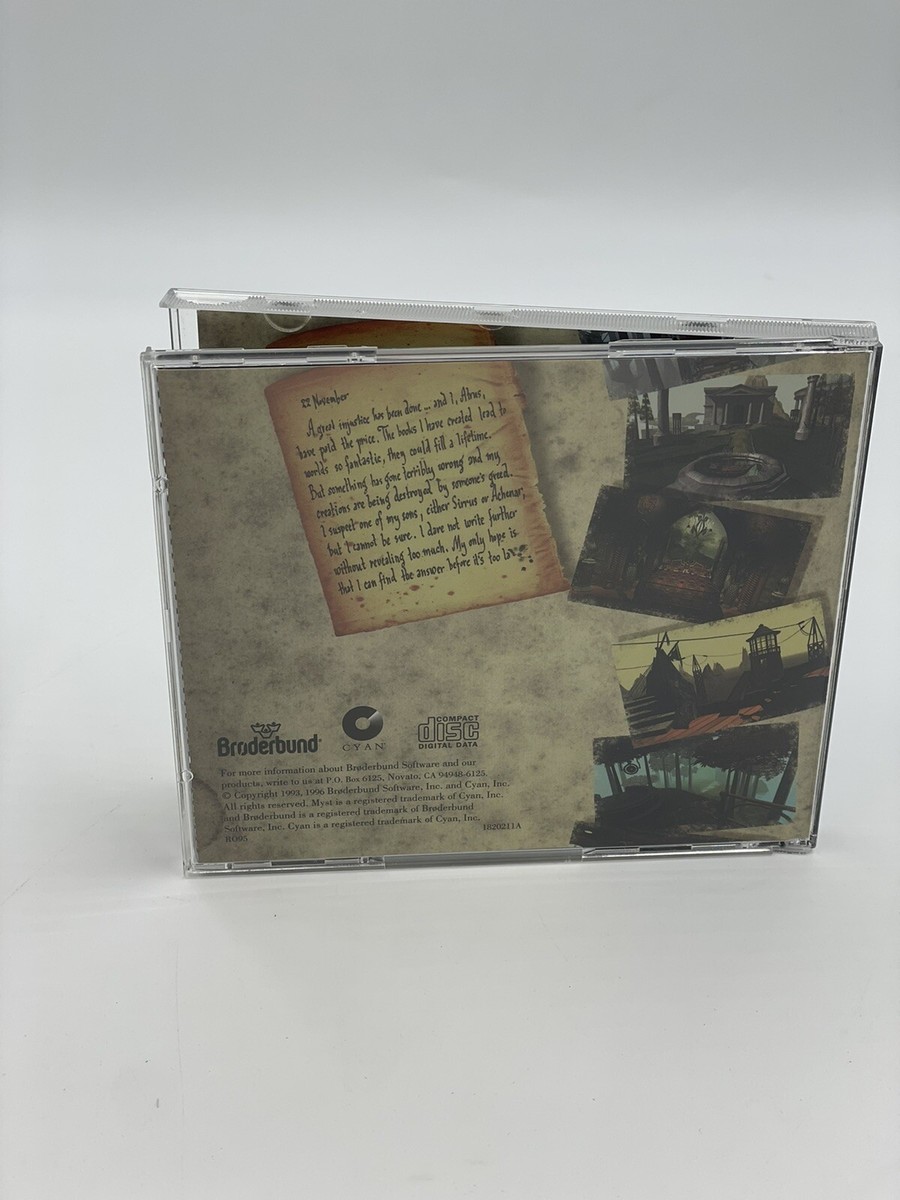 22 November
A great injustice has been done ... and I, Atrus,
have paid the price. The books I have created lead to
worlds so fantastic, they could fill a lifetime.
But something has gone terribly wrong and my
creations are being destroyed by someone's greed.
I suspect one of my sons, either Sirrus or Achenar,
but I cannot be sure. I dare not write further
without revealing too much. My only hope is
that I can find the answer before it's too la
Brøderbund®
CYAN®
COMPACT
disc
DIGITAL DATA
For more information about Brøderbund Software and our
products, write to us at P.O. Box 6125, Novato, CA 94948-6125.
© Copyright 1993, 1996 Brøderbund Software, Inc. and Cyan, Inc.
All rights reserved. Myst is a registered trademark of Cyan, Inc.
and Brøderbund is a registered trademark of Brøderbund
Software, Inc. Cyan is a registered trademark of Cyan, Inc.
R095 1820211A